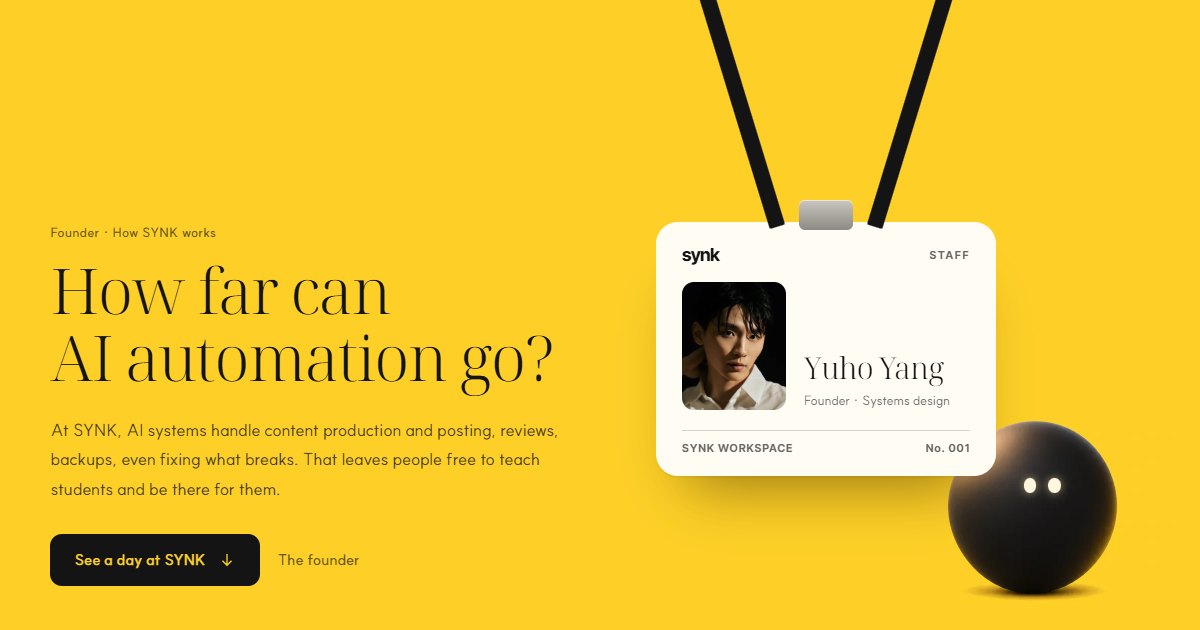 Founder · How SYNK works
How far can
AI automation go?
At SYNK, AI systems handle content production and posting, reviews,
backups, even fixing what breaks. That leaves people free to teach
students and be there for them.
See a day at SYNK ↓
The founder
synk
STAFF
Yuho Yang
Founder · Systems design
SYNK WORKSPACE
No. 001